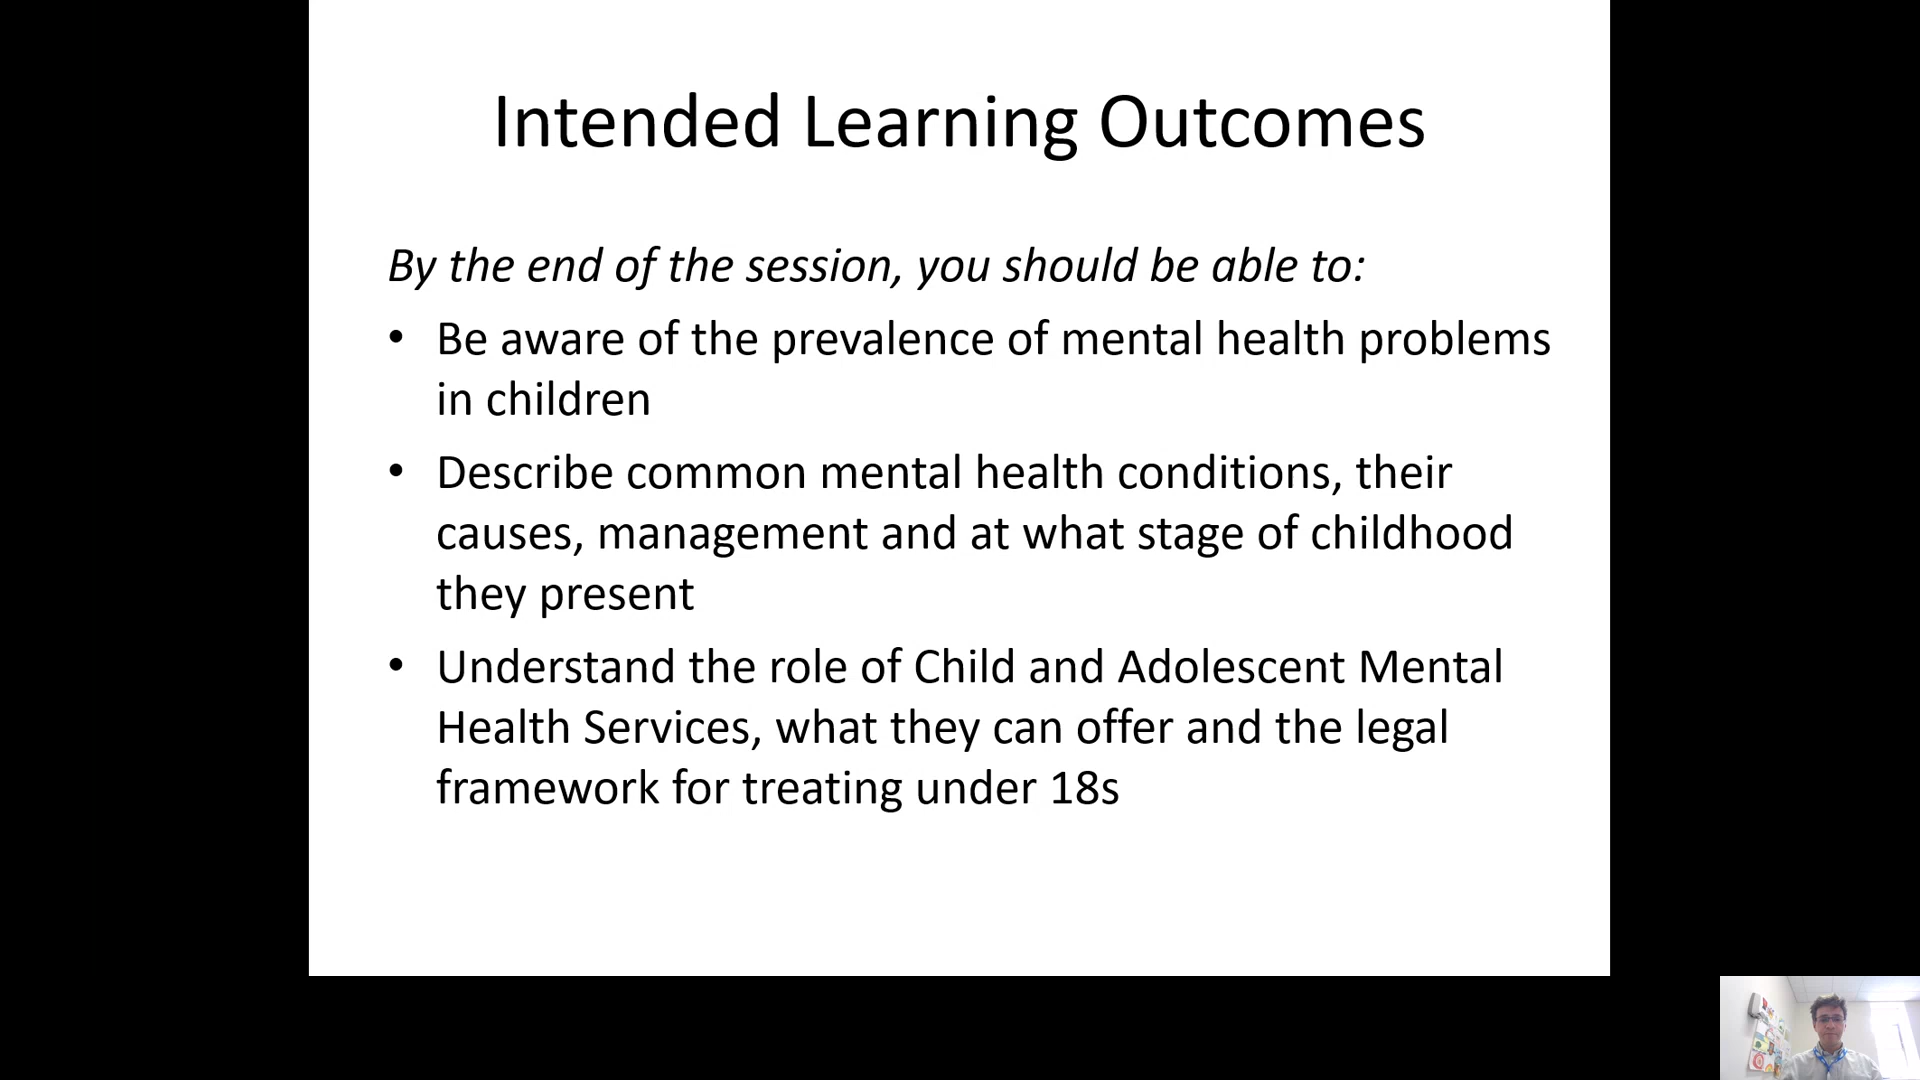 Intended Learning Outcomes
By the end of the session, you should be able to:
• Be aware of the prevalence of mental health problems
in children
• Describe common mental health conditions, their
causes, management and at what stage of childhood
they present
• Understand the role of Child and Adolescent Mental
Health Services, what they can offer and the legal
framework for treating under 18s